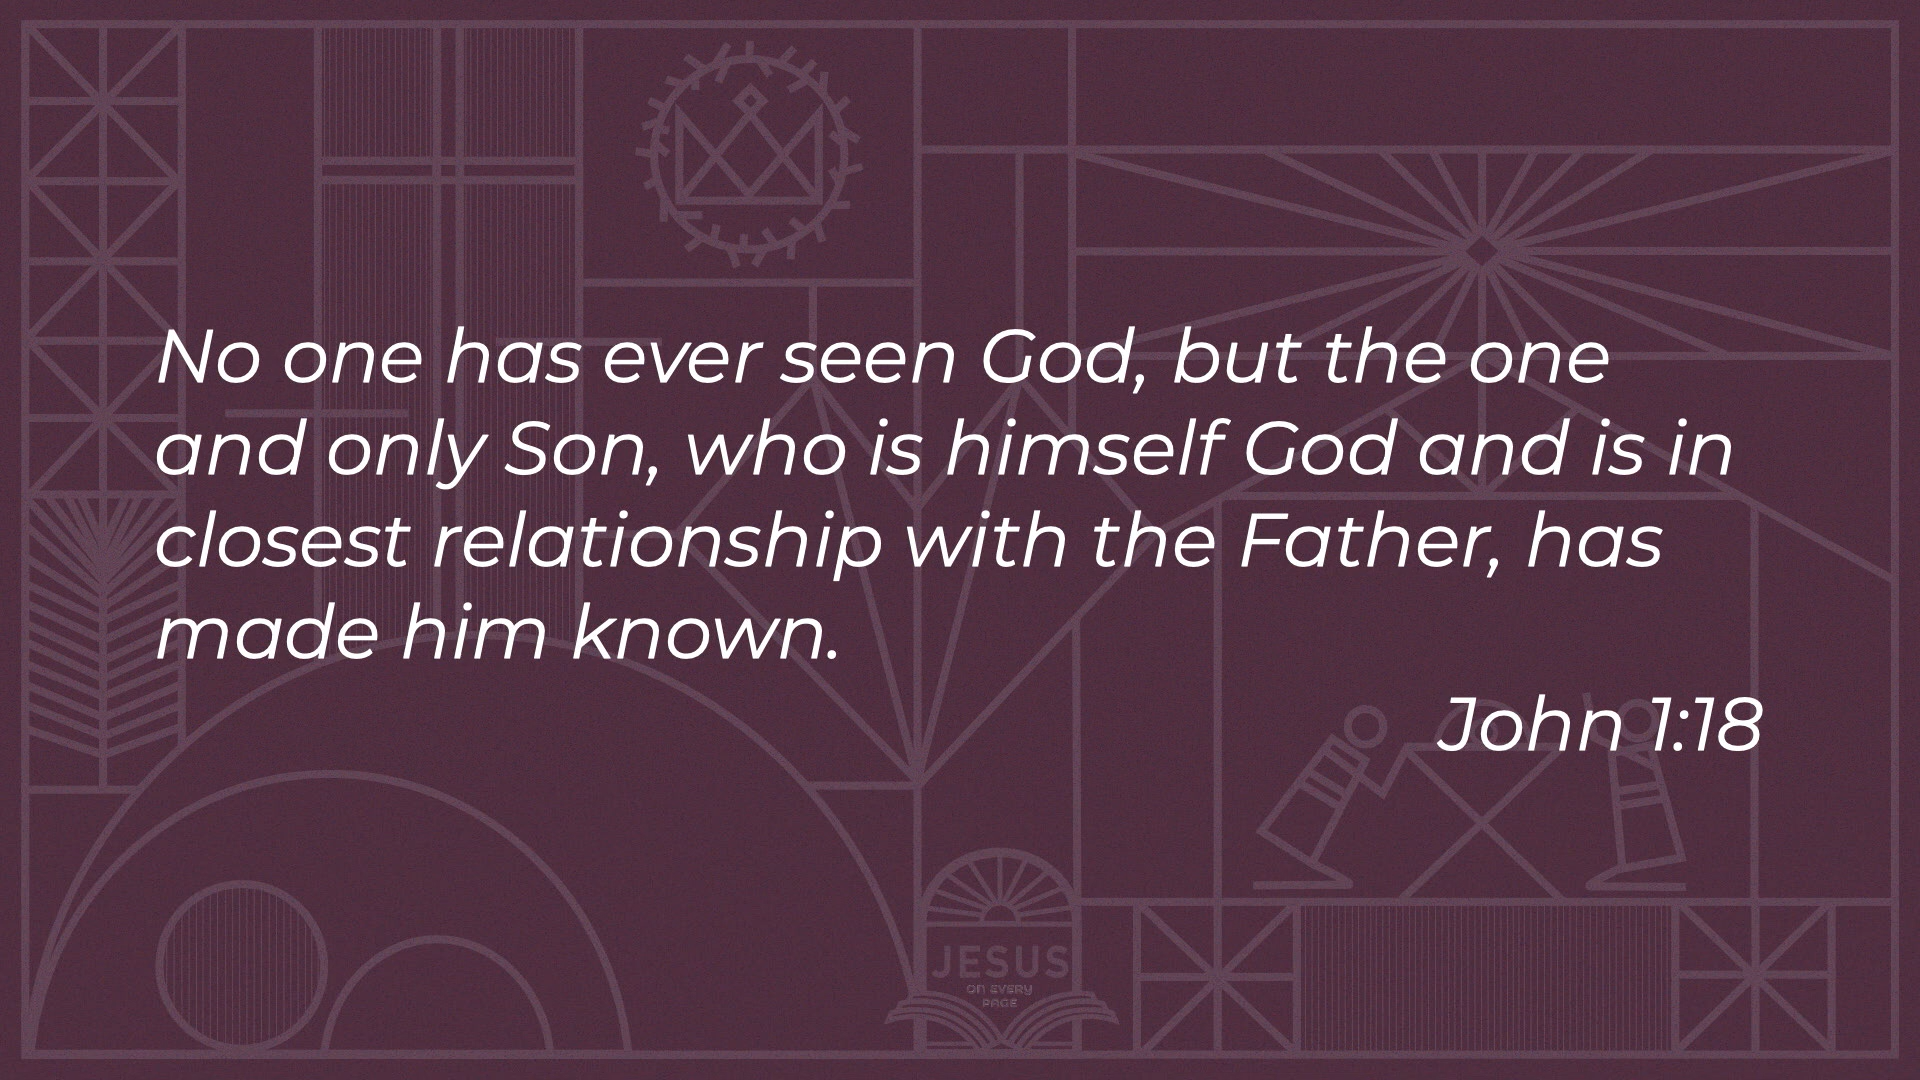 No one has ever seen God, but the one
and only Son, who is himself God and is in
closest relationship with the Father, has
made him known.
John 1:18
JESUS
ON EVERY
PAGE